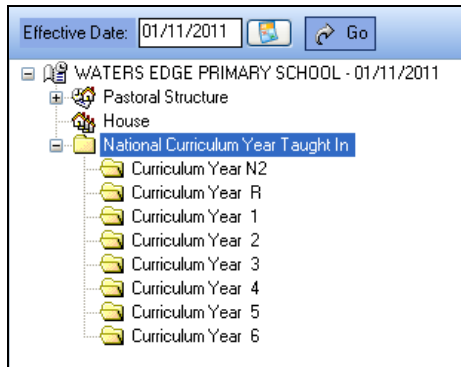 Effective Date: 01/11/2011 Go
WATERS EDGE PRIMARY SCHOOL - 01/11/2011
Pastoral Structure
House
National Curriculum Year Taught In
Curriculum Year N2
Curriculum Year R
Curriculum Year 1
Curriculum Year 2
Curriculum Year 3
Curriculum Year 4
Curriculum Year 5
Curriculum Year 6